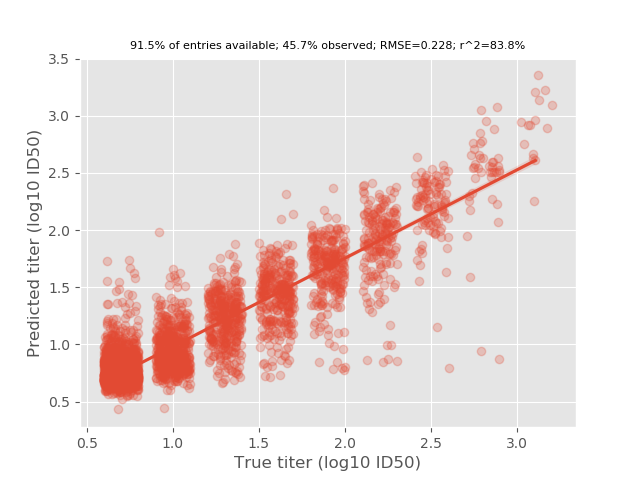 91.5% of entries available; 45.7% observed; RMSE=0.228; r^2=83.8%
3.5
3.0
2.5
2.0
1.5
1.0
0.5
Predicted titer (log10 ID50)
0.5 1.0 1.5 2.0 2.5 3.0
True titer (log10 ID50)